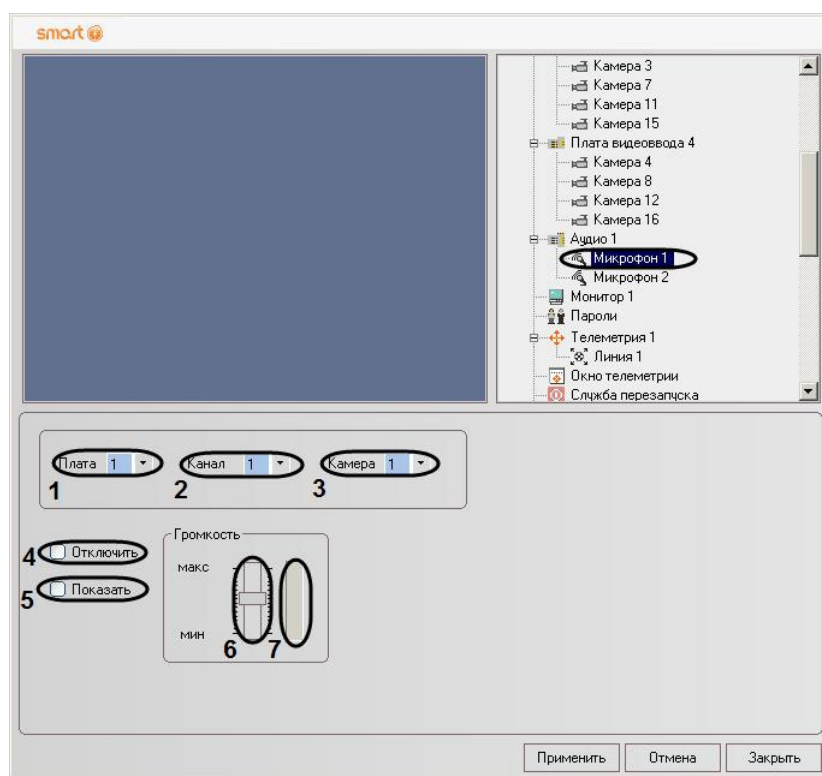 smart
Камера 3
Камера 7
Камера 11
Камера 15
Плата видеоввода 4
Камера 4
Камера 8
Камера 12
Камера 16
Аудио 1
Микрофон 1
Микрофон 2
Монитор 1
Пароли
Телеметрия 1
Линия 1
Окно телеметрии
Служба перезапуска
Плата 1 Канал 1 Камера 1
1 2 3
4 Отключить
5 Показать
Громкость
макс
мин
6 7
Применить Отмена Закрыть